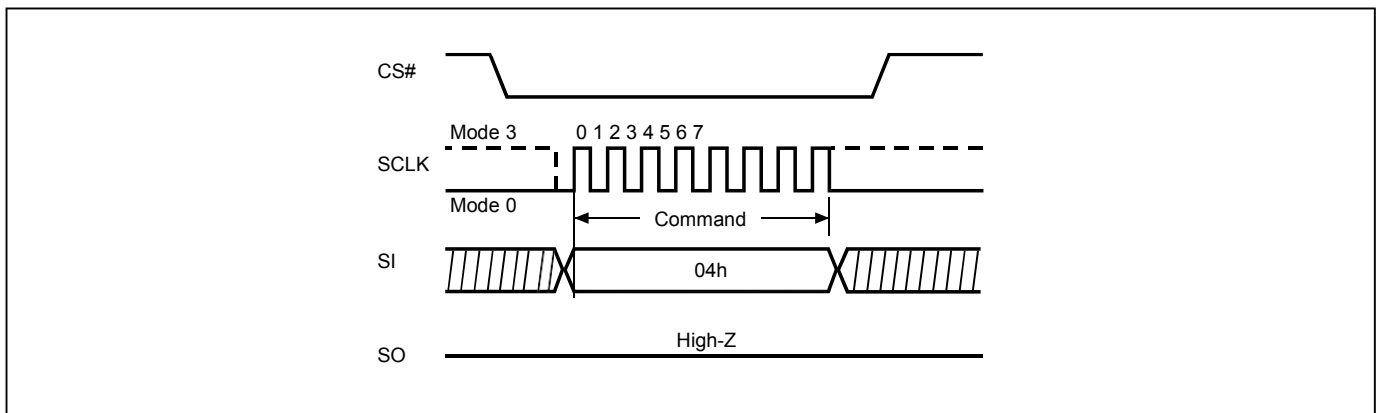 CS#
Mode 3
0 1 2 3 4 5 6 7
SCLK
Mode 0
Command
SI
04h
High-Z
SO